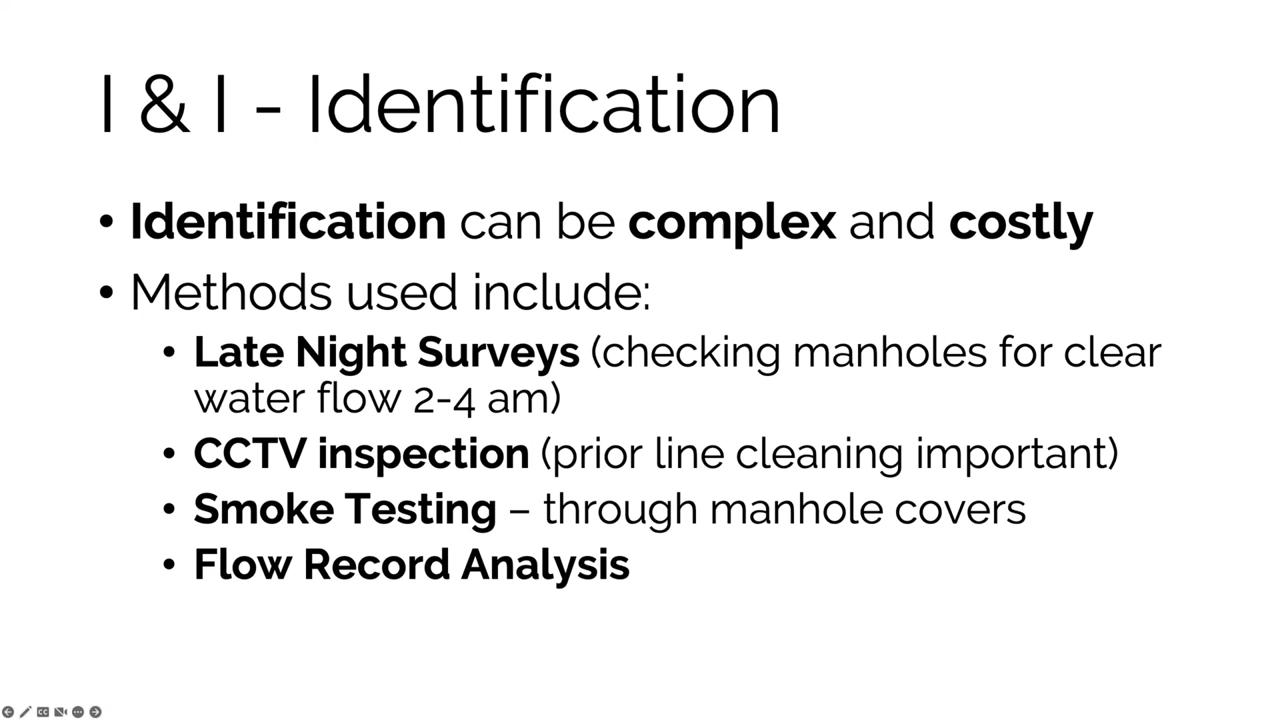 I & I - Identification
• Identification can be complex and costly
• Methods used include:
• Late Night Surveys (checking manholes for clear
water flow 2-4 am)
• CCTV inspection (prior line cleaning important)
• Smoke Testing – through manhole covers
• Flow Record Analysis